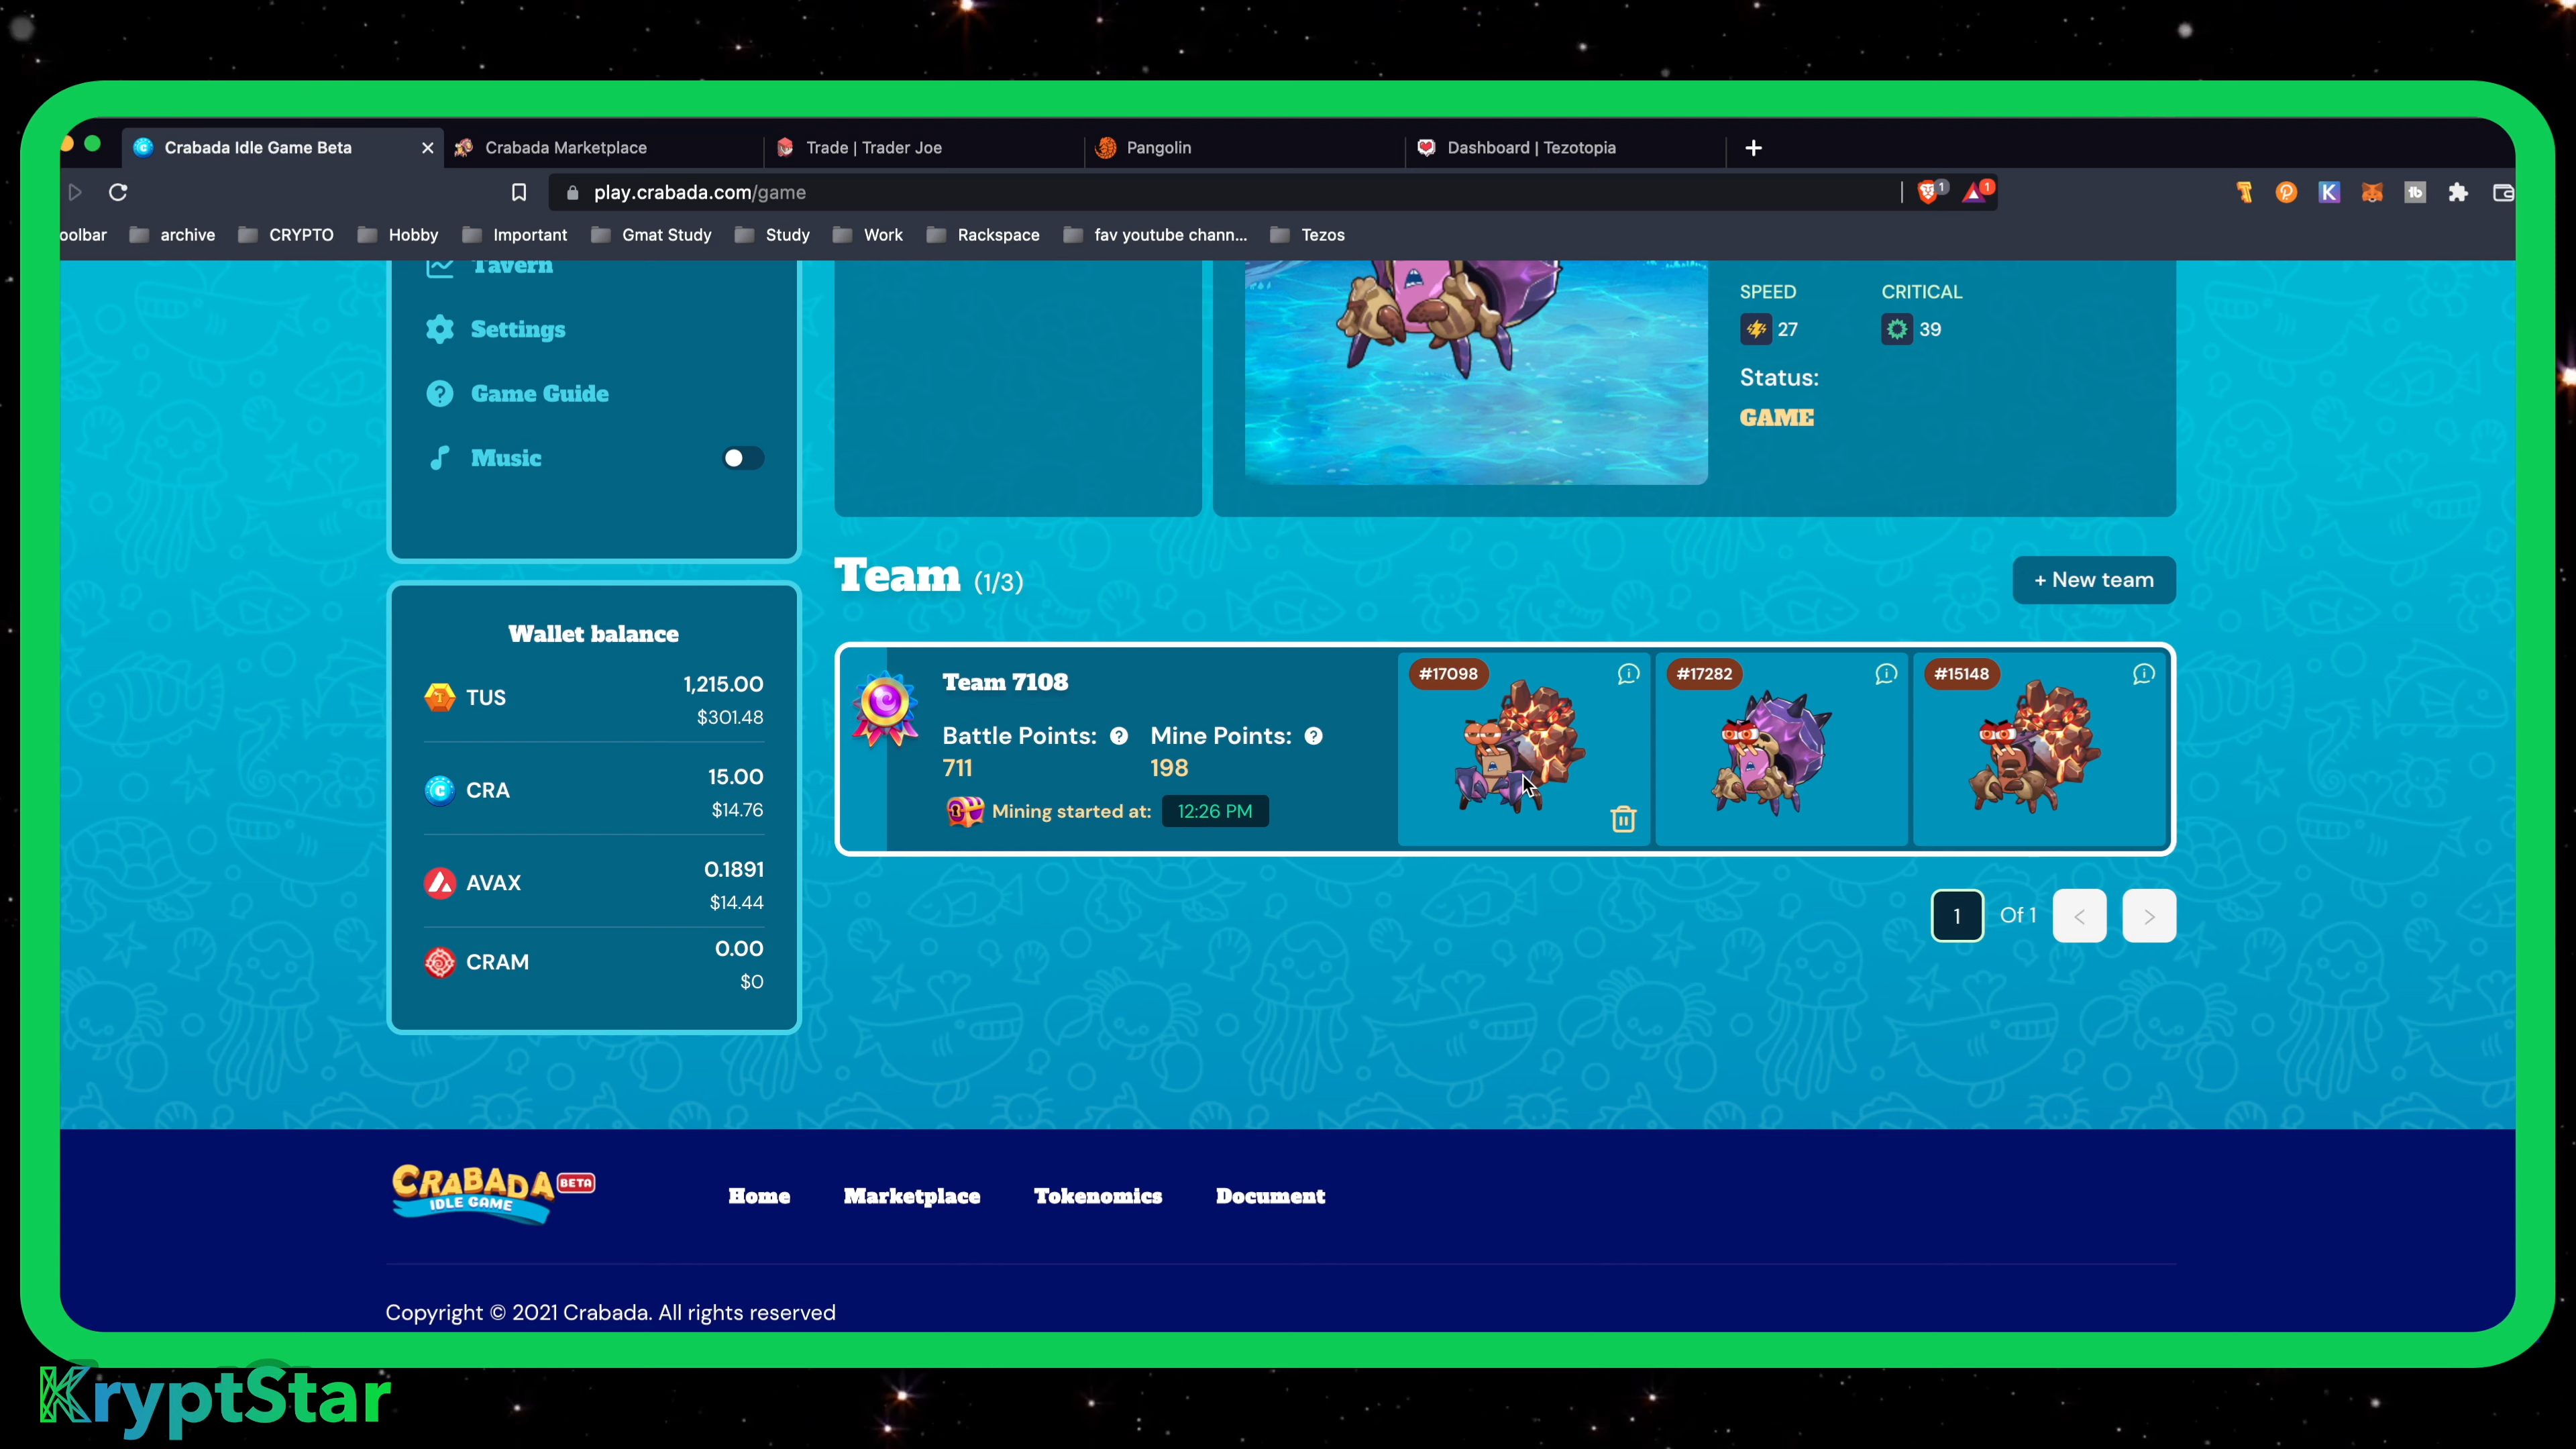 Crabada Idle Game Beta
Crabada Marketplace
Trade | Trader Joe
Pangolin
Dashboard | Tezotopia
play.crabada.com/game
1
1
oolbar
archive
CRYPTO
Hobby
Important
Gmat Study
Study
Work
Rackspace
fav youtube chann...
Tezos
Tavern
Settings
Game Guide
Music
SPEED
CRITICAL
27
39
Status:
GAME
Team (1/3)
+ New team
Wallet balance
TUS
1,215.00
$301.48
CRA
15.00
$14.76
AVAX
0.1891
$14.44
CRAM
0.00
$0
Team 7108
Battle Points:
Mine Points:
711
198
Mining started at:
12:26 PM
#17098
#17282
#15148
1
Of 1
CRABADA
BETA
IDLE GAME
Home
Marketplace
Tokenomics
Document
Copyright © 2021 Crabada. All rights reserved
KryptStar